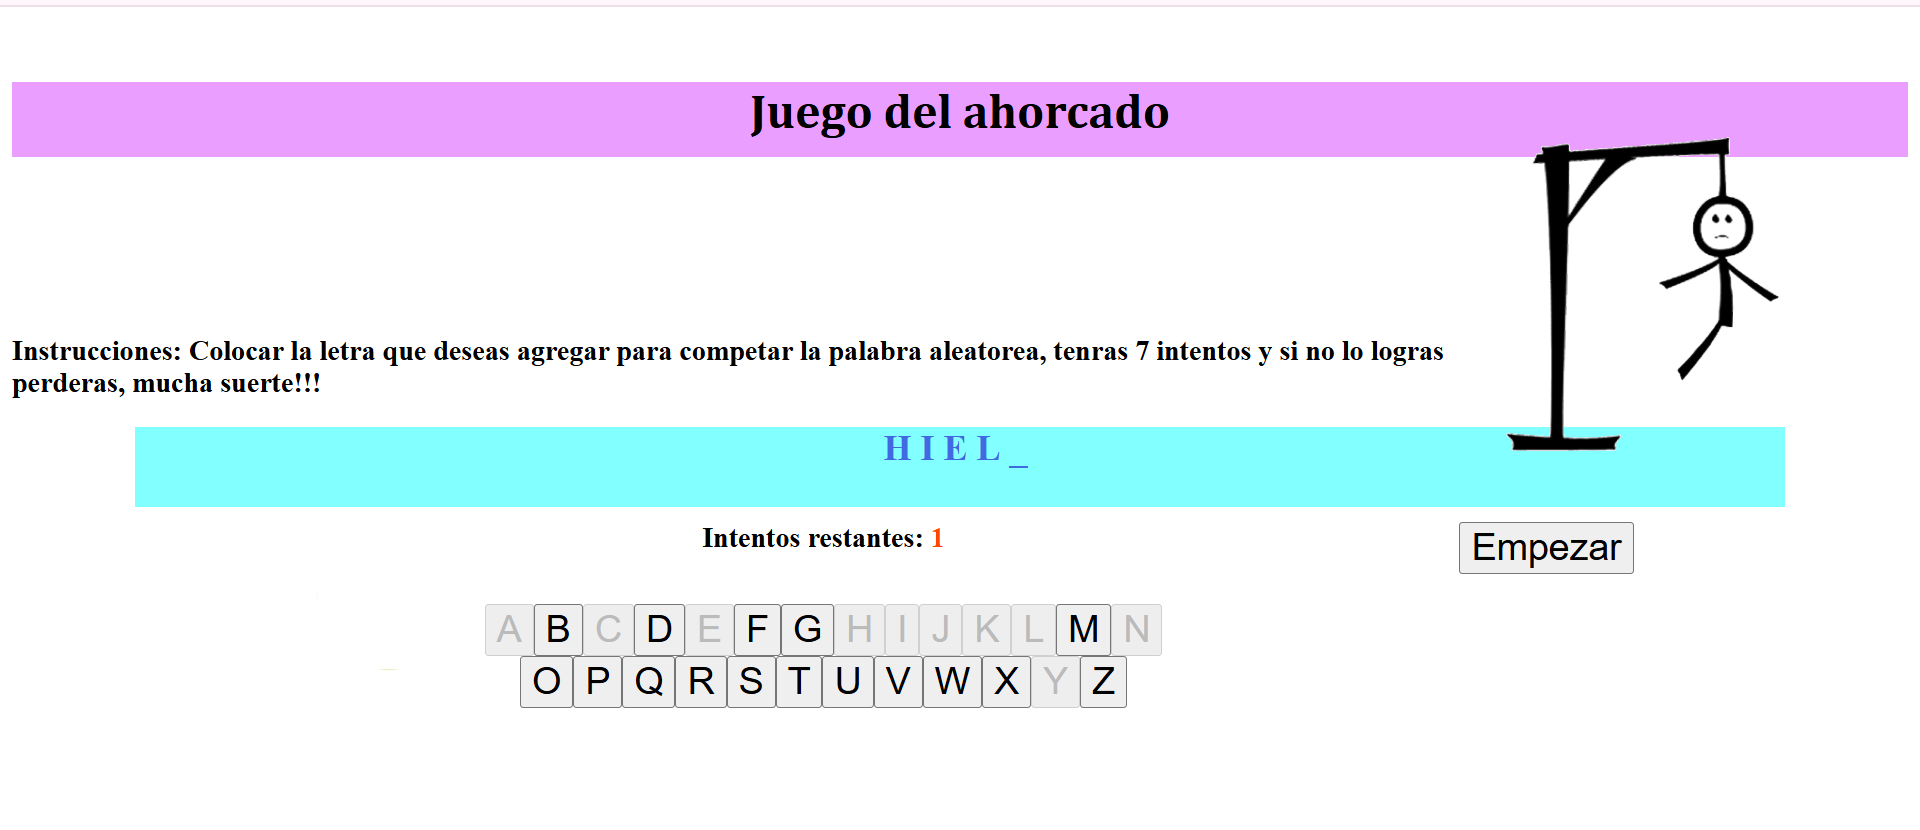 Juego del ahorcado
Instrucciones: Colocar la letra que deseas agregar para competar la palabra aleatorea, tenras 7 intentos y si no lo logras
perderas, mucha suerte!!!
H I E L _
Intentos restantes: 1
Empezar
A B C D E F G H I J K L M N
O P Q R S T U V W X Y Z